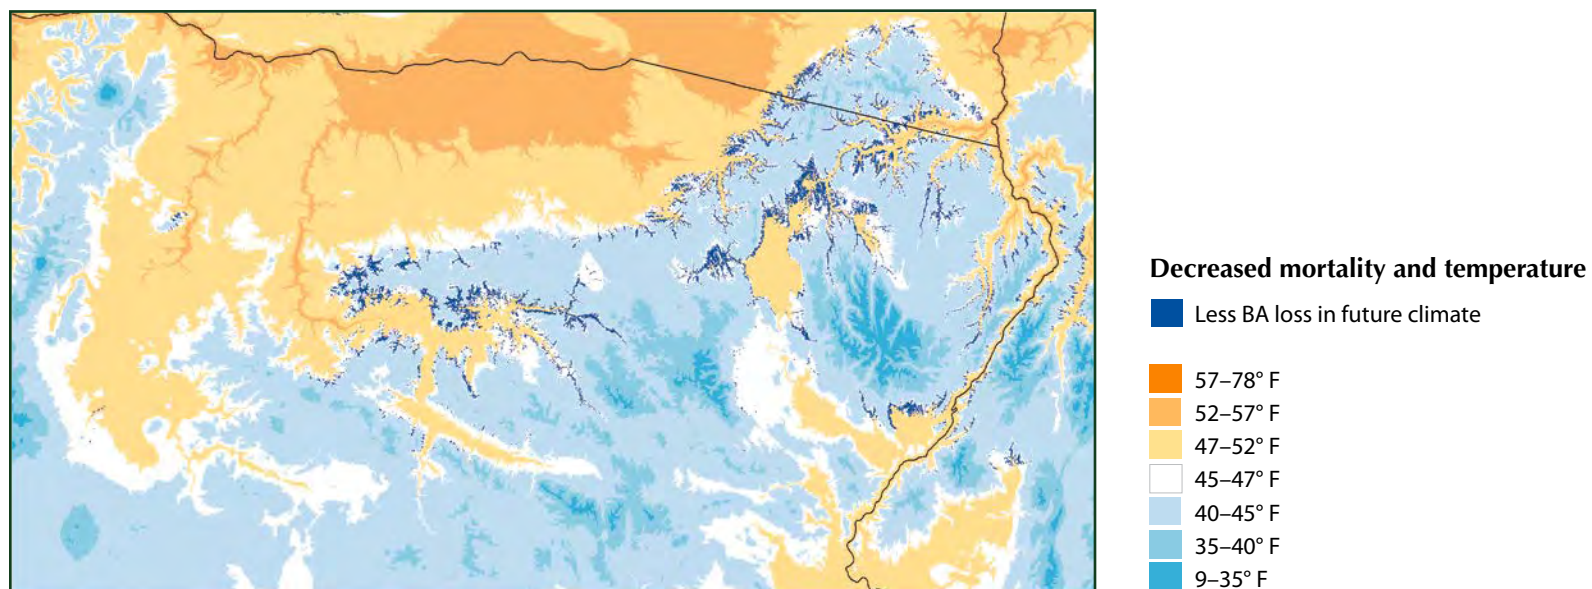 Decreased mortality and temperature
Less BA loss in future climate
57–78° F
52–57° F
47–52° F
45–47° F
40–45° F
35–40° F
9–35° F